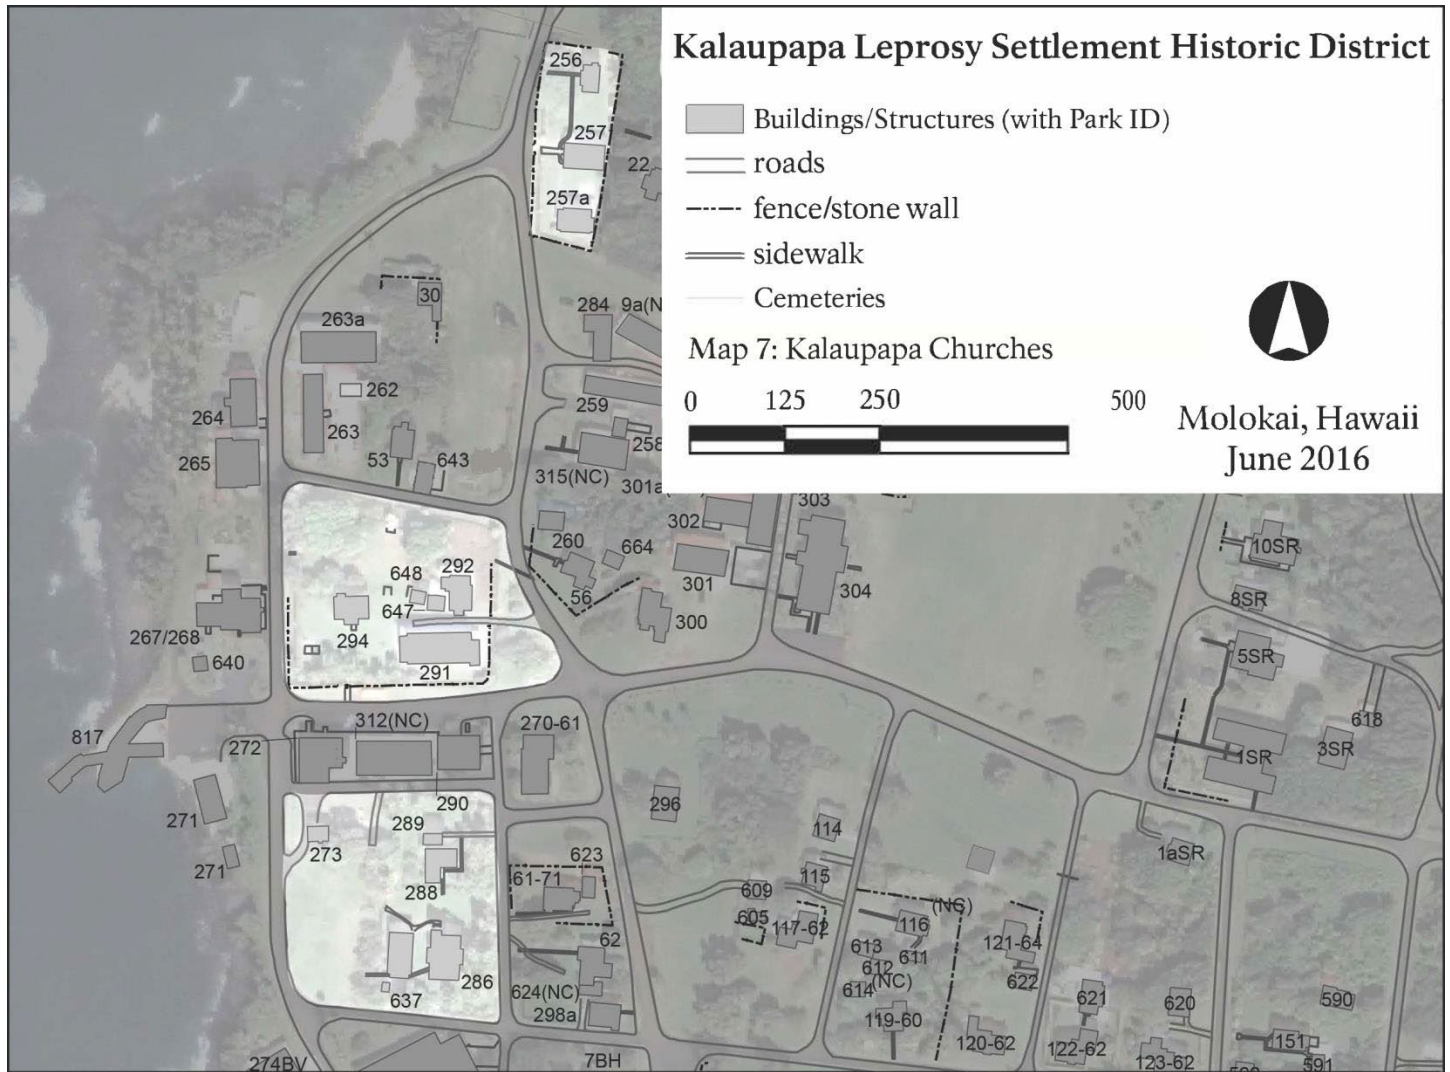 Kalaupapa Leprosy Settlement Historic District
Buildings/Structures (with Park ID)
roads
fence/stone wall
sidewalk
Cemeteries
Map 7: Kalaupapa Churches
0 125 250 500
Molokai, Hawaii
June 2016
256
257
22
257a
30
284 9a(N
263a
262
259
264
263
258
53 643
265
315(NC)
301a
302
303
260
664
10SR
56
301
304
8SR
648 292
647
294
300
267/268
640
291
5SR
618
817
312(NC)
270-61
272
1SR
3SR
290
271
296
114
289
273
623
1aSR
271
288
61-71
115
609
605
117-62
116
(NC)
62
613
612
611
121-64
614
(NC)
622
286
637
624(NC)
298a
119-60
621
620
590
120-62
122-62
123-62
151
591
274BV
7BH